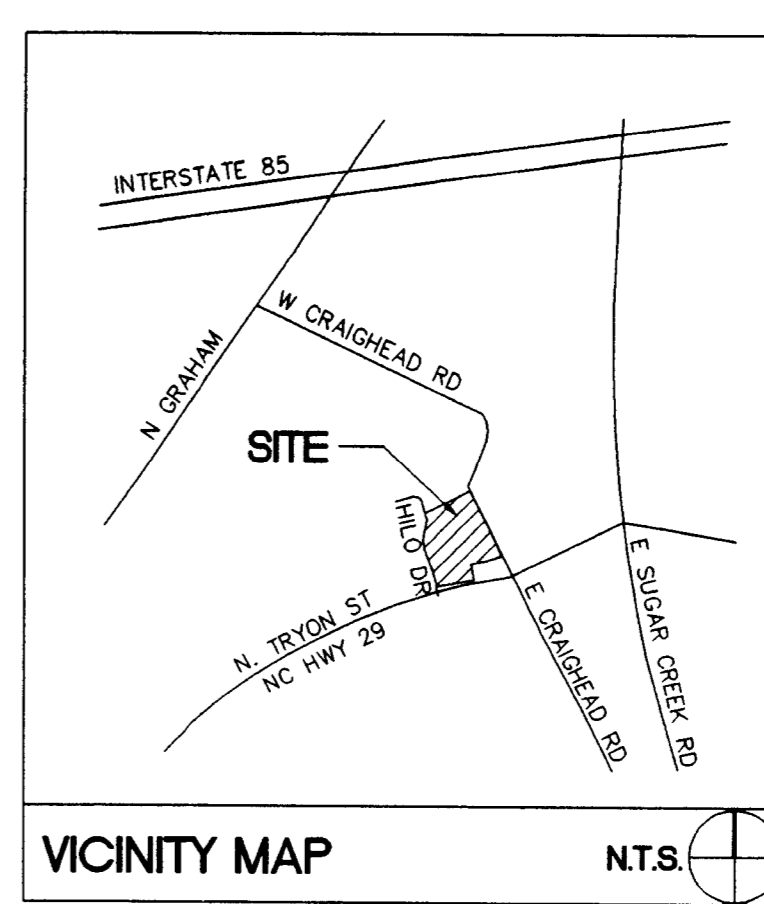 INTERSTATE 85
W CRAIGHEAD RD
N GRAHAM
SITE
HILO DR
N. TRYON ST
NC HWY 29
E CRAIGHEAD RD
E SUGAR CREEK RD
VICINITY MAP
N.T.S.